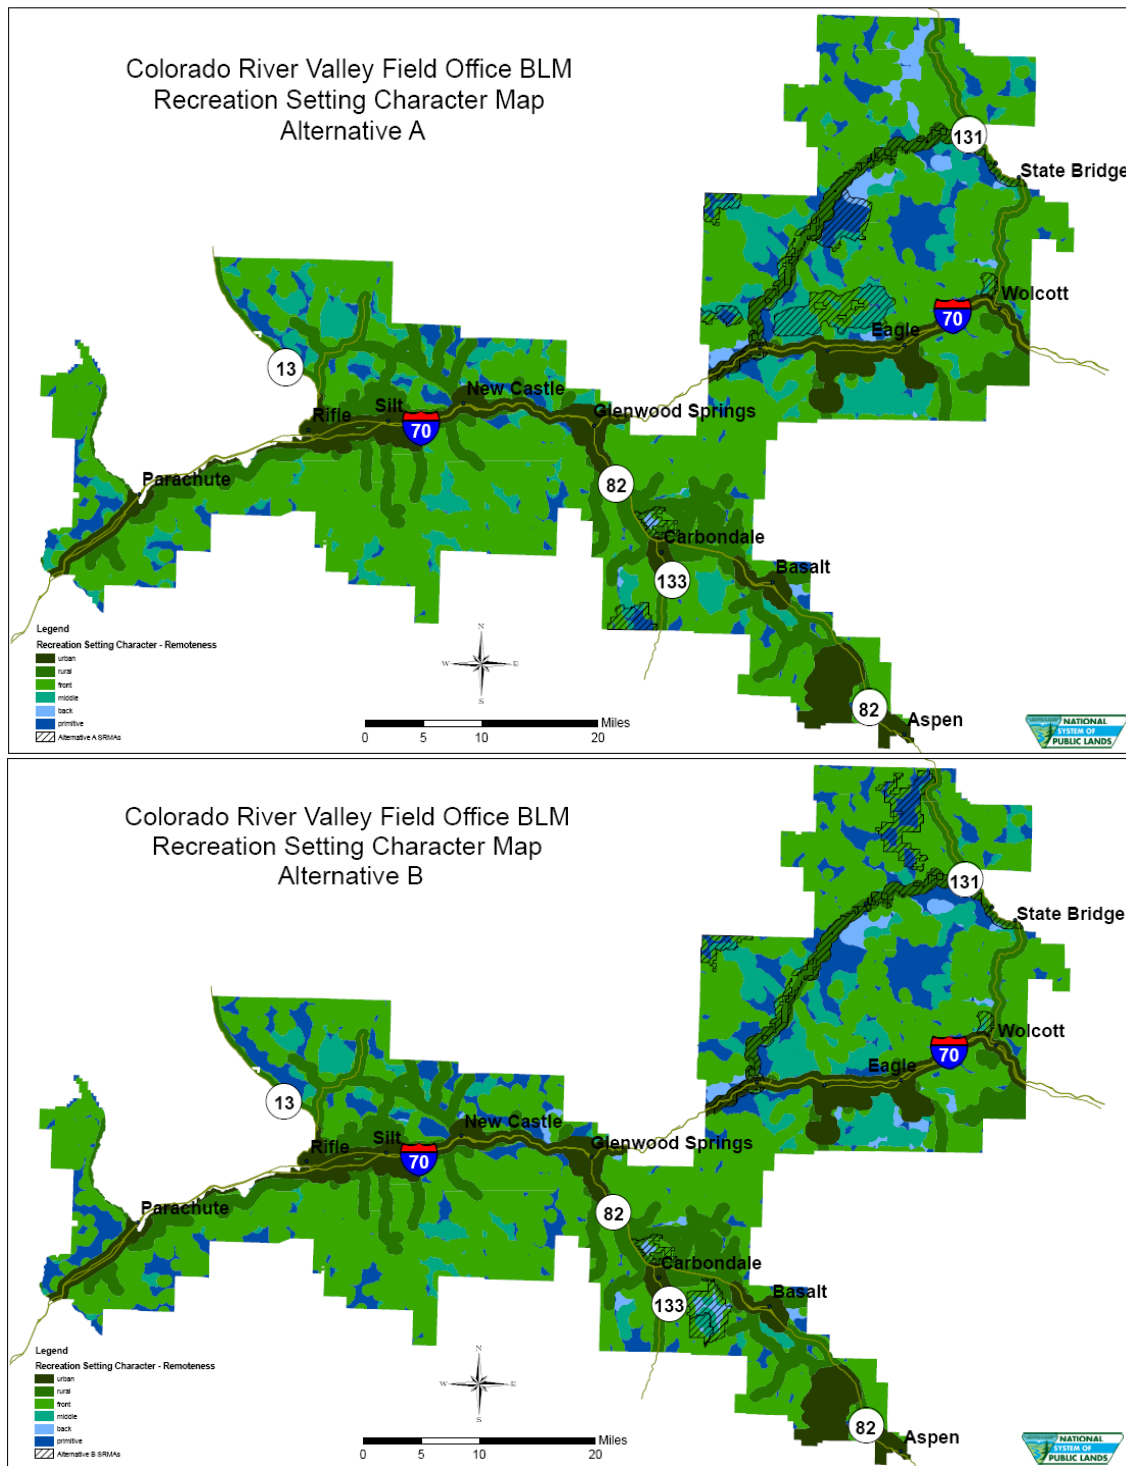 Colorado River Valley Field Office BLM
Recreation Setting Character Map
Alternative A
131
State Bridge
Wolcott
70
Eagle
13
New Castle
Silt
Rifle
70
Glenwood Springs
Parachute
82
Carbondale
133
Basalt
82
Aspen
Legend
Recreation Setting Character - Remoteness
urban
rural
front
middle
back
primitive
Alternative A SRMAs
N
W E
S
Miles
0 5 10 20
NATIONAL
SYSTEM OF
PUBLIC LANDS
Colorado River Valley Field Office BLM
Recreation Setting Character Map
Alternative B
131
State Bridge
Wolcott
70
Eagle
13
New Castle
Silt
Rifle
70
Glenwood Springs
Parachute
82
Carbondale
133
Basalt
82
Aspen
Legend
Recreation Setting Character - Remoteness
urban
rural
front
middle
back
primitive
Alternative B SRMAs
N
W E
S
Miles
0 5 10 20
NATIONAL
SYSTEM OF
PUBLIC LANDS